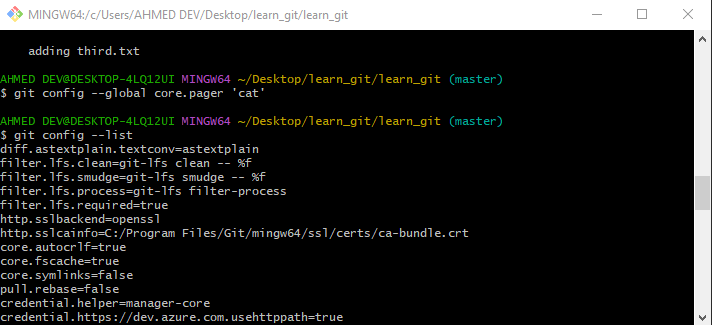 MINGW64:/c/Users/AHMED DEV/Desktop/learn_git/learn_git
adding third.txt
AHMED DEV@DESKTOP-4LQ12UI MINGW64 ~/Desktop/learn_git/learn_git (master)
$ git config --global core.pager 'cat'
AHMED DEV@DESKTOP-4LQ12UI MINGW64 ~/Desktop/learn_git/learn_git (master)
$ git config --list
diff.astextplain.textconv=astextplain
filter.lfs.clean=git-lfs clean -- %f
filter.lfs.smudge=git-lfs smudge -- %f
filter.lfs.process=git-lfs filter-process
filter.lfs.required=true
http.sslbackend=openssl
http.sslcainfo=C:/Program Files/Git/mingw64/ssl/certs/ca-bundle.crt
core.autocrlf=true
core.fscache=true
core.symlinks=false
pull.rebase=false
credential.helper=manager-core
credential.https://dev.azure.com.usehttppath=true